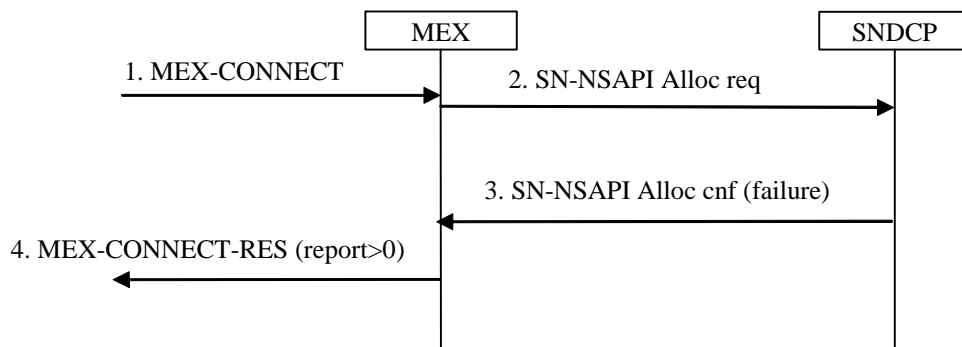 MEX
SNDCP
1. MEX-CONNECT
2. SN-NSAPI Alloc req
3. SN-NSAPI Alloc cnf (failure)
4. MEX-CONNECT-RES (report>0)